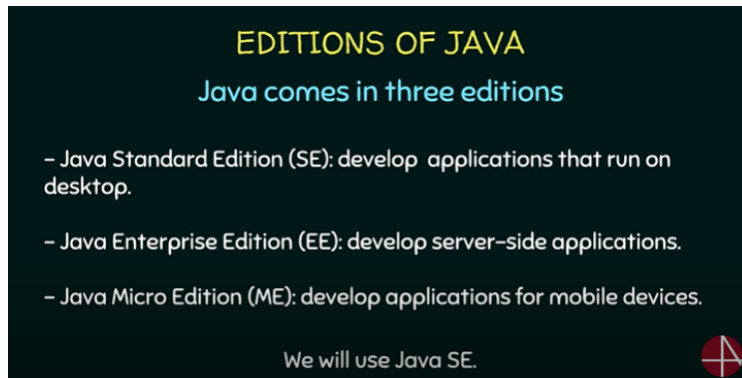 EDITIONS OF JAVA
Java comes in three editions
- Java Standard Edition (SE): develop applications that run on
desktop.
- Java Enterprise Edition (EE): develop server-side applications.
- Java Micro Edition (ME): develop applications for mobile devices.
We will use Java SE.